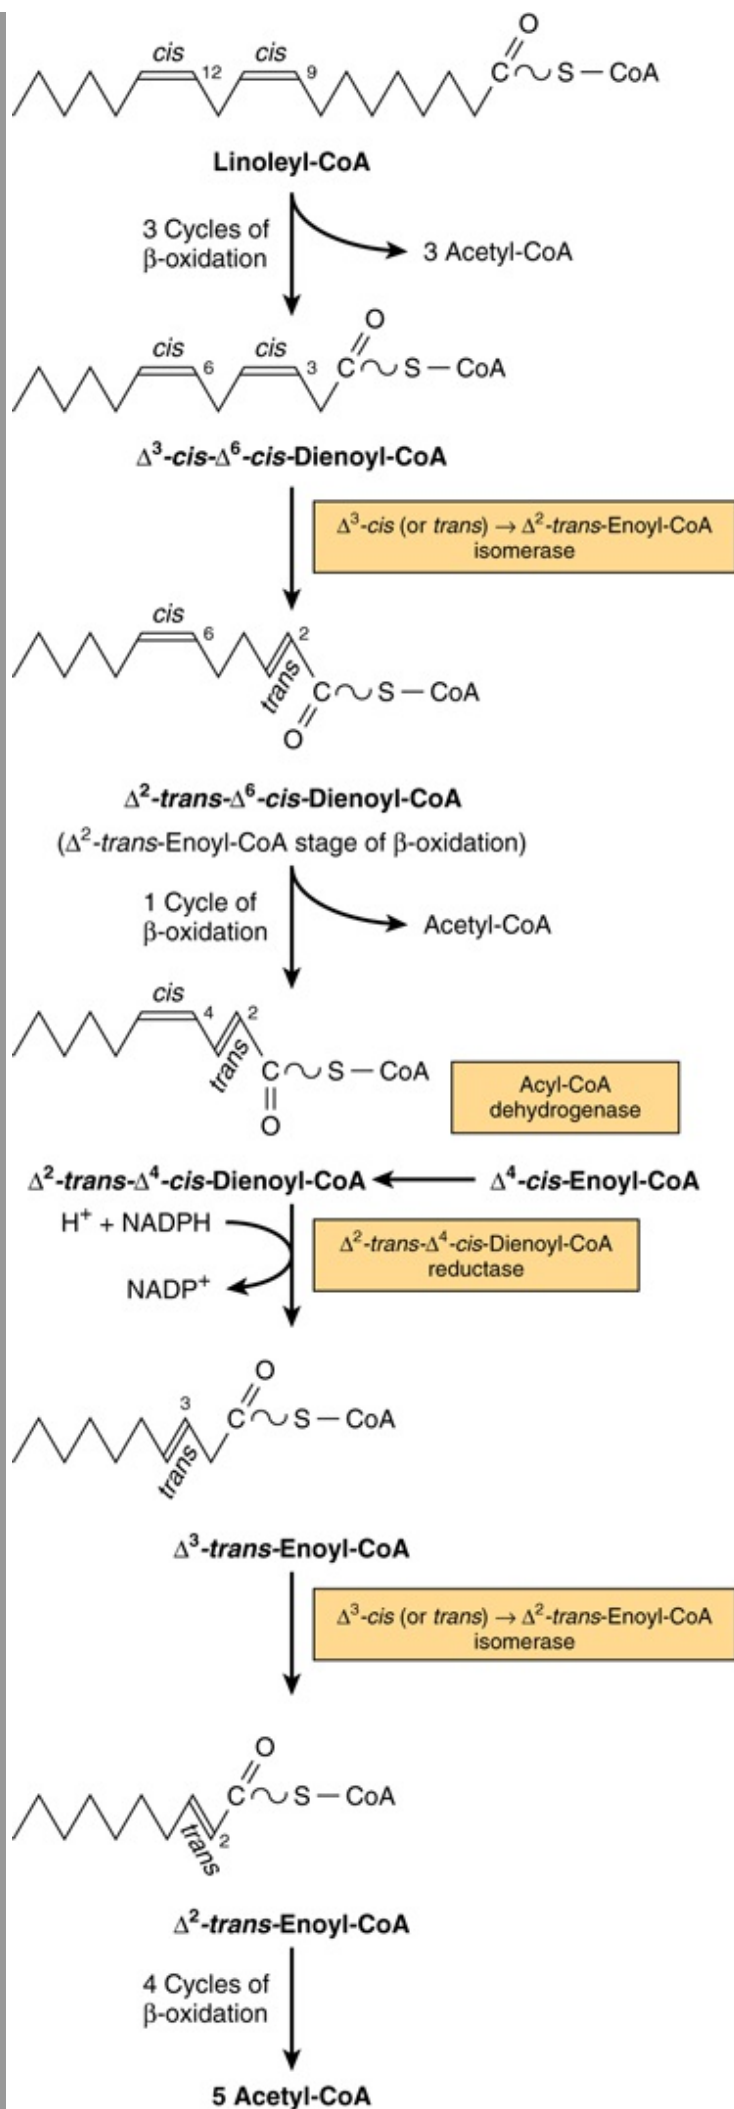 cis cis O
12 9 C S — CoA
Linoleyl-CoA
3 Cycles of
β-oxidation
3 Acetyl-CoA
O
cis cis
6 3 C S — CoA
Δ³-cis-Δ⁶-cis-Dienoyl-CoA
Δ³-cis (or trans) → Δ²-trans-Enoyl-CoA
isomerase
cis
6 2
trans C S — CoA
O
Δ²-trans-Δ⁶-cis-Dienoyl-CoA
(Δ²-trans-Enoyl-CoA stage of β-oxidation)
1 Cycle of
β-oxidation
Acetyl-CoA
cis
4 2
trans C S — CoA
O
Acyl-CoA
dehydrogenase
Δ²-trans-Δ⁴-cis-Dienoyl-CoA
Δ⁴-cis-Enoyl-CoA
H⁺ + NADPH
NADP⁺
Δ²-trans-Δ⁴-cis-Dienoyl-CoA
reductase
O
3 C S — CoA
trans
Δ³-trans-Enoyl-CoA
Δ³-cis (or trans) → Δ²-trans-Enoyl-CoA
isomerase
O
C S — CoA
trans 2
Δ²-trans-Enoyl-CoA
4 Cycles of
β-oxidation
5 Acetyl-CoA